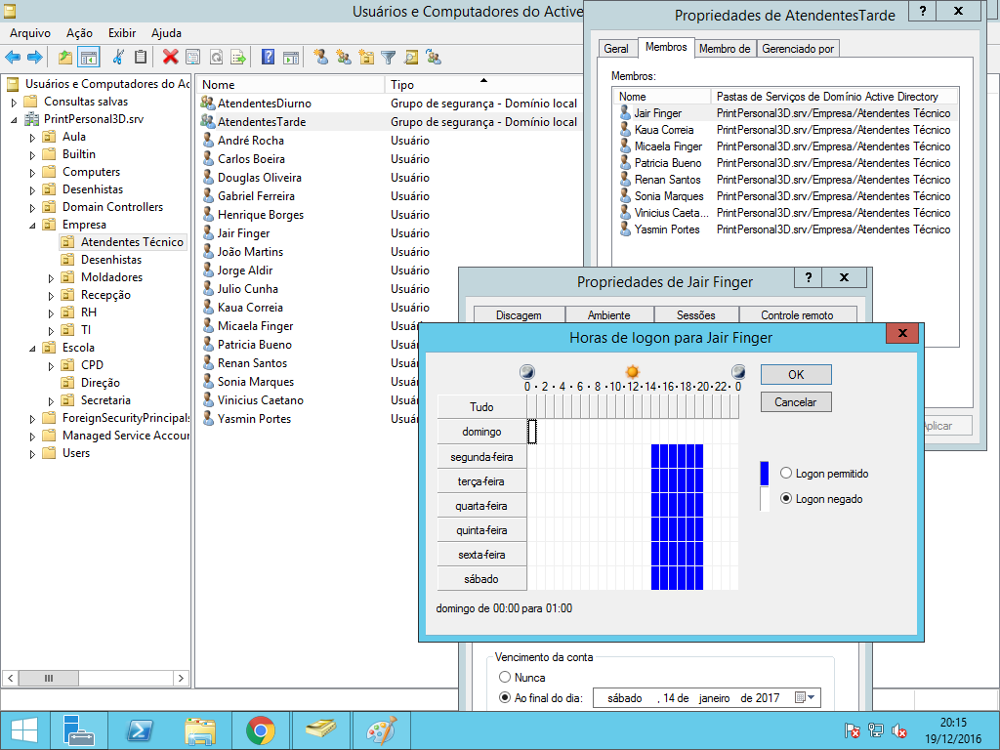 Usuários e Computadores do Active
Arquivo Ação Exibir Ajuda
Usuários e Computadores do Ac
Consultas salvas
PrintPersonal3D.srv
Aula
Builtin
Computers
Desenhistas
Domain Controllers
Empresa
Atendentes Técnico
Desenhistas
Moldadores
Recepção
RH
TI
Escola
CPD
Direção
Secretaria
ForeignSecurityPrincipals
Managed Service Accour
Users
Nome Tipo
AtendentesDiurno Grupo de segurança - Domínio local
AtendentesTarde Grupo de segurança - Domínio local
André Rocha Usuário
Carlos Boeira Usuário
Douglas Oliveira Usuário
Gabriel Ferreira Usuário
Henrique Borges Usuário
Jair Finger Usuário
João Martins Usuário
Jorge Aldir Usuário
Julio Cunha Usuário
Kaua Correia Usuário
Micaela Finger Usuári
Patricia Bueno Usuári
Renan Santos Usuári
Sonia Marques Usuári
Vinicius Caetano Usuári
Yasmin Portes Usuári
Propriedades de AtendentesTarde ? X
Geral Membros Membro de Gerenciado por
Membros:
Nome Pastas de Serviços de Domínio Active Directory
Jair Finger PrintPersonal3D.srv/Empresa/Atendentes Técnico
Kaua Correia PrintPersonal3D.srv/Empresa/Atendentes Técnico
Micaela Finger PrintPersonal3D.srv/Empresa/Atendentes Técnico
Patricia Bueno PrintPersonal3D.srv/Empresa/Atendentes Técnico
Renan Santos PrintPersonal3D.srv/Empresa/Atendentes Técnico
Sonia Marques PrintPersonal3D.srv/Empresa/Atendentes Técnico
Vinicius Caeta... PrintPersonal3D.srv/Empresa/Atendentes Técnico
Yasmin Portes PrintPersonal3D.srv/Empresa/Atendentes Técnico
Aplicar
Propriedades de Jair Finger ? X
Discagem Ambiente Sessões Controle remoto
Horas de logon para Jair Finger X
0 · 2 · 4 · 6 · 8 · 10 · 12 · 14 · 16 · 18 · 20 · 22 · 0
Tudo
domingo
segunda-feira
terça-feira
quarta-feira
quinta-feira
sexta-feira
sábado
domingo de 00:00 para 01:00
OK
Cancelar
Logon permitido
Logon negado
Vencimento da conta
Nunca
Ao final do dia: sábado , 14 de janeiro de 2017
20:15
19/12/2016